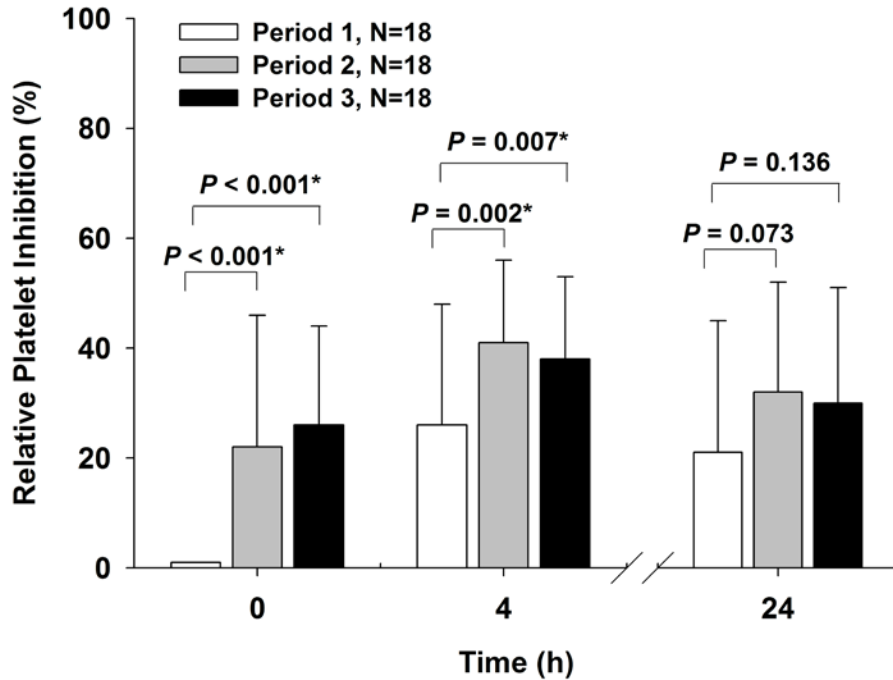 Relative Platelet Inhibition (%)
100
80
60
40
20
0
Period 1, N=18
Period 2, N=18
Period 3, N=18
P < 0.001*
P < 0.001*
P = 0.007*
P = 0.002*
P = 0.136
P = 0.073
0 4 24
Time (h)